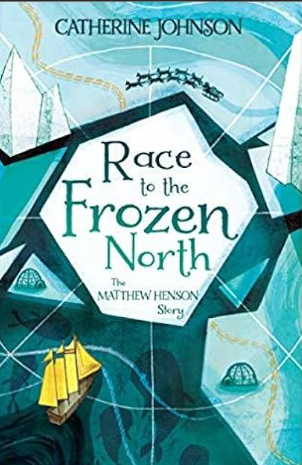 CATHERINE JOHNSON
Race
to the
Frozen
North
The
MATTHEW HENSON
Story